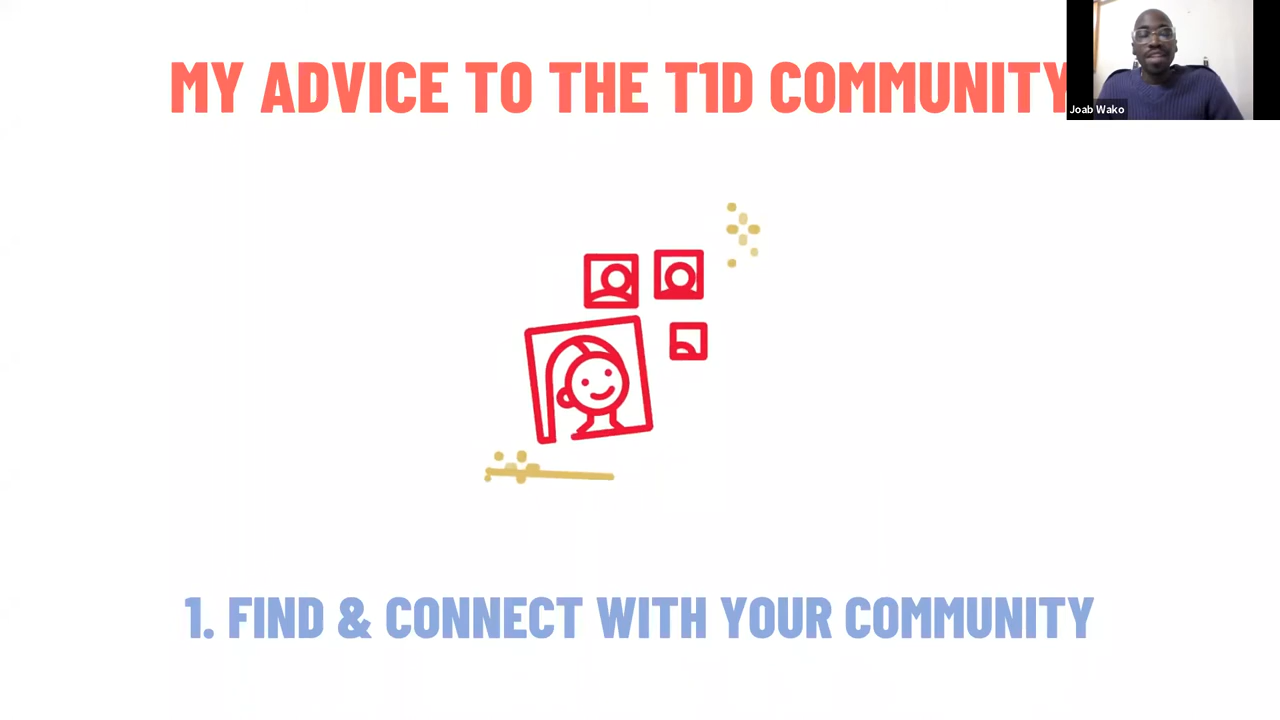 MY ADVICE TO THE T1D COMMUNITY
Joab Wako
1. FIND & CONNECT WITH YOUR COMMUNITY